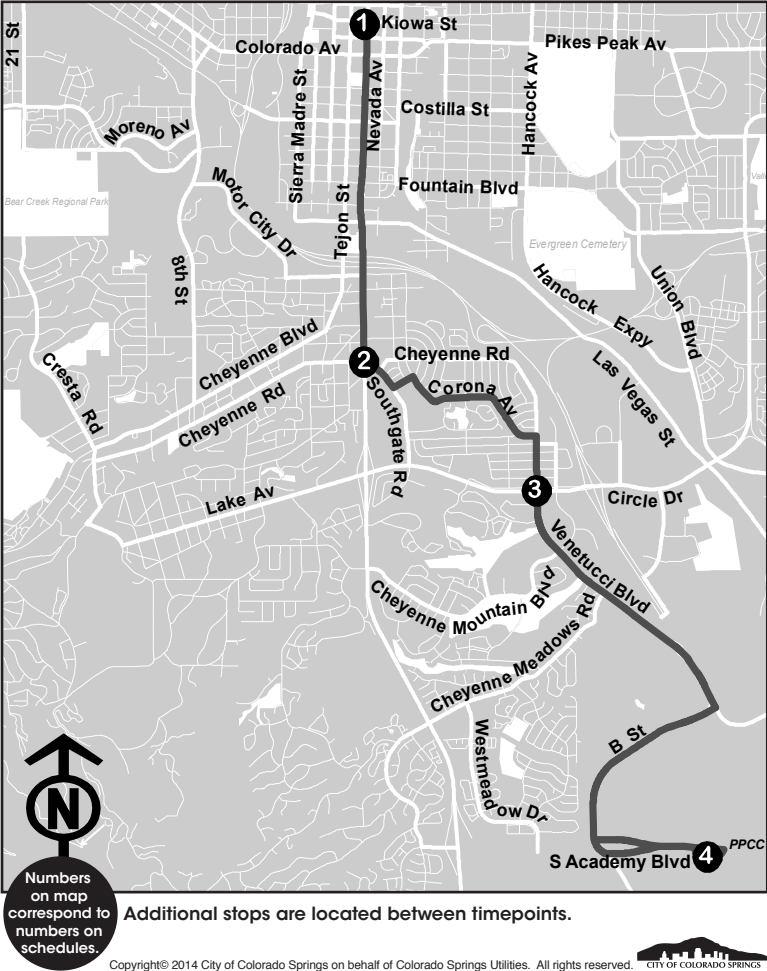 1
Kiowa St
21 St
Colorado Av
Pikes Peak Av
Sierra Madre St
Nevada Av
Costilla St
Hancock Av
Moreno Av
Fountain Blvd
Bear Creek Regional Park
Motor City Dr
Tejon St
Evergreen Cemetery
8th St
Hancock Expy
Union Blvd
Cheyenne Blvd
2
Cheyenne Rd
Cresta Rd
Cheyenne Rd
Corona Av
Las Vegas St
Southgate Rd
Lake Av
3
Circle Dr
Venetucci Blvd
Cheyenne Mountain Blvd
Cheyenne Meadows Rd
B St
Westmeadow Dr
N
S Academy Blvd
4
PPCC
Numbers
on map
correspond to
numbers on
schedules.
Additional stops are located between timepoints.
Copyright© 2014 City of Colorado Springs on behalf of Colorado Springs Utilities. All rights reserved.
CITY OF COLORADO SPRINGS